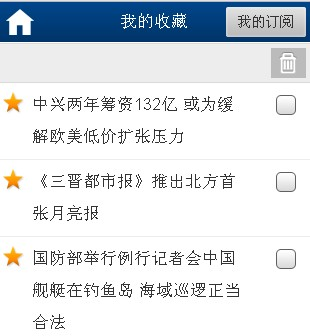 我的收藏 我的订阅
中兴两年筹资132亿 或为缓
解欧美低价扩张压力
《三晋都市报》推出北方首
张月亮报
国防部举行例行记者会中国
舰艇在钓鱼岛 海域巡逻正当
合法